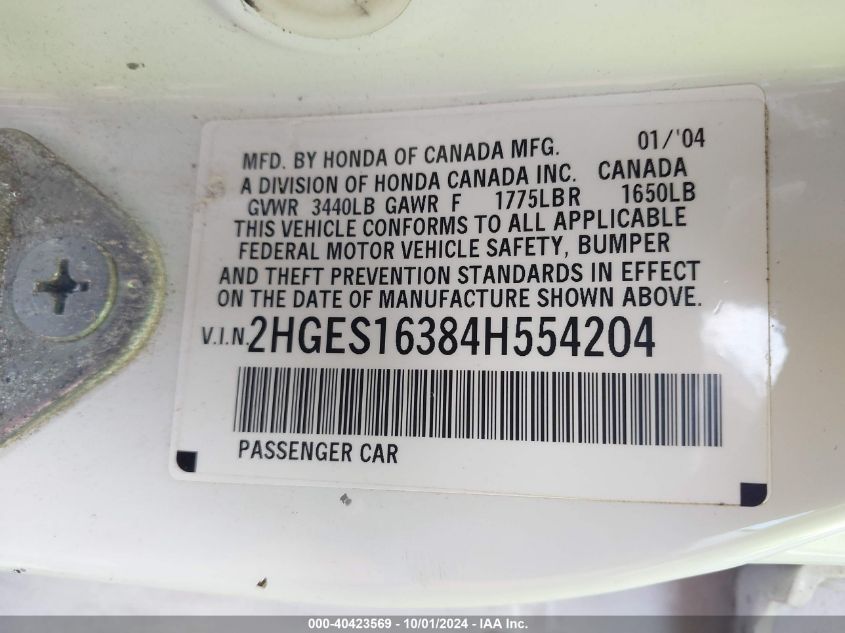 01/'04
MFD. BY HONDA OF CANADA MFG.
A DIVISION OF HONDA CANADA INC. CANADA
GVWR 3440LB GAWR F 1775LB R 1650LB
THIS VEHICLE CONFORMS TO ALL APPLICABLE
FEDERAL MOTOR VEHICLE SAFETY, BUMPER
AND THEFT PREVENTION STANDARDS IN EFFECT
ON THE DATE OF MANUFACTURE SHOWN ABOVE.
V.I.N. 2HGES16384H554204
PASSENGER CAR
000-40423569 - 10/01/2024 - IAA Inc.